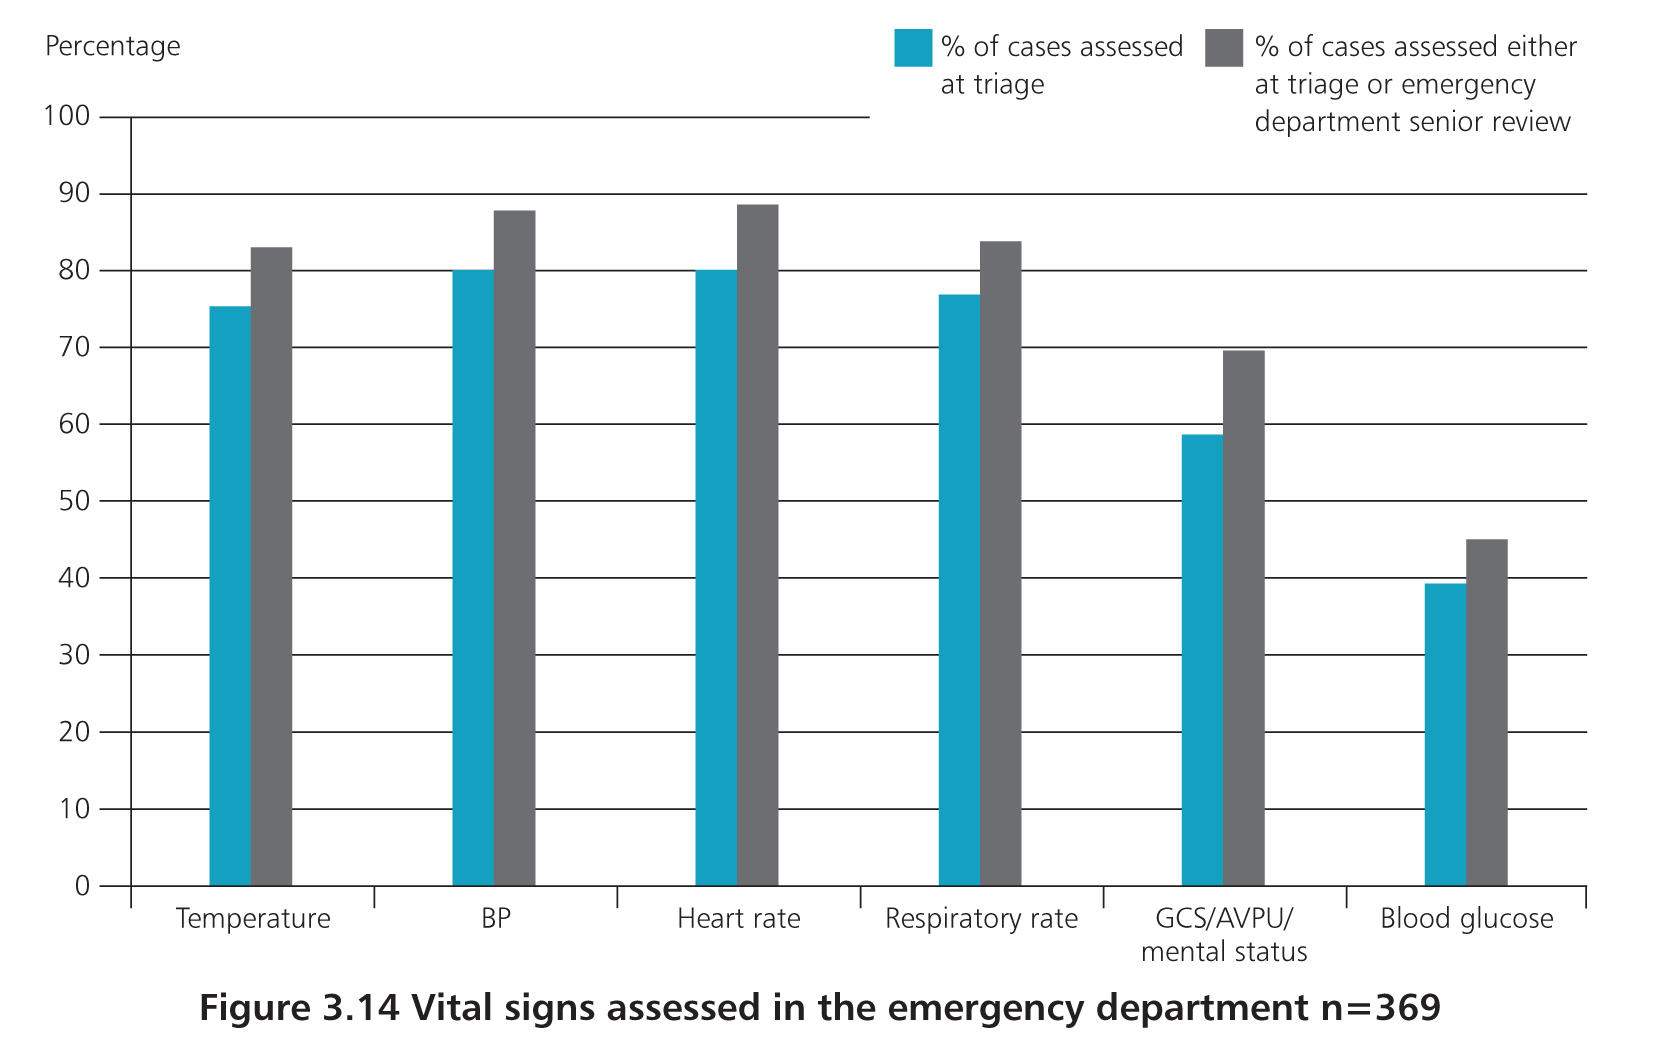 Percentage
% of cases assessed
at triage
% of cases assessed either
at triage or emergency
department senior review
100
90
80
70
60
50
40
30
20
10
0
Temperature
BP
Heart rate
Respiratory rate
GCS/AVPU/
mental status
Blood glucose
Figure 3.14 Vital signs assessed in the emergency department n=369